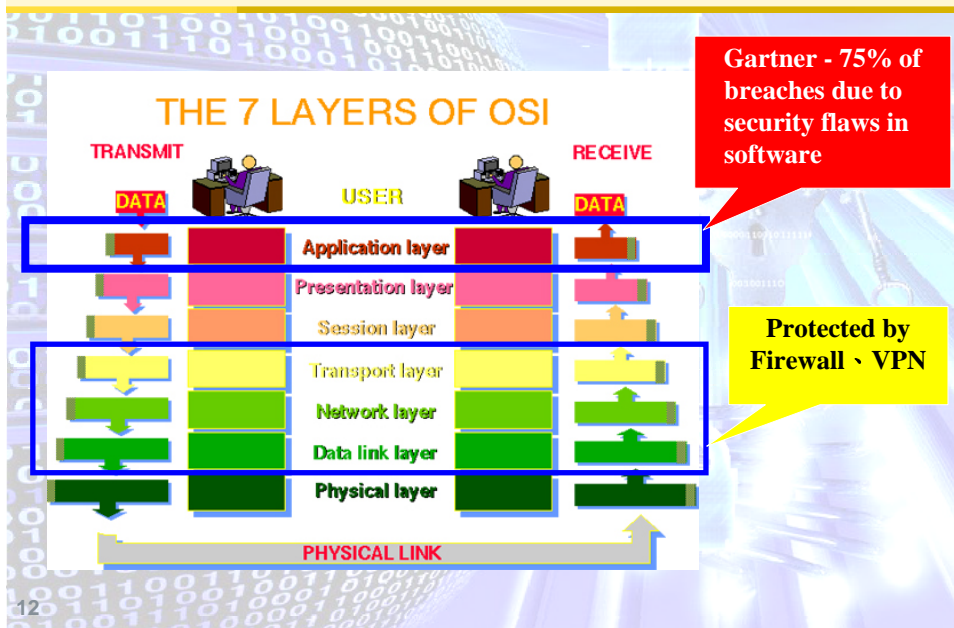 Gartner - 75% of
breaches due to
security flaws in
software
THE 7 LAYERS OF OSI
TRANSMIT
RECEIVE
USER
DATA
DATA
Application layer
Presentation layer
Session layer
Transport layer
Network layer
Data link layer
Physical layer
Protected by
Firewall、VPN
PHYSICAL LINK
12